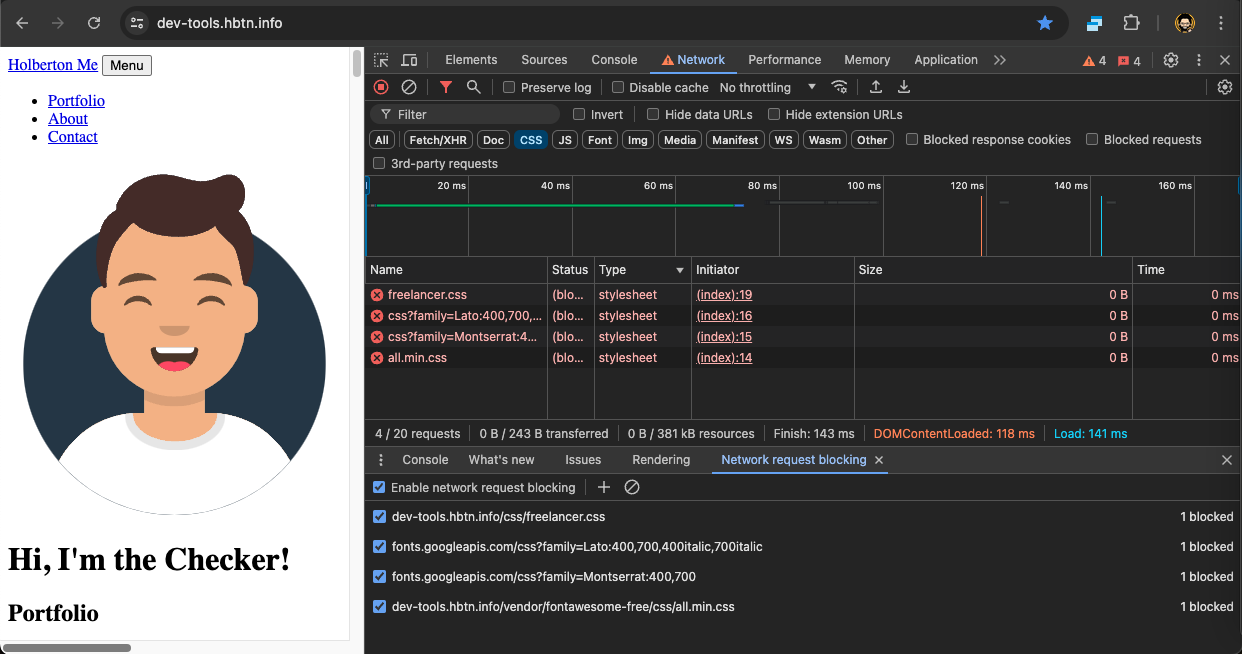 dev-tools.hbtn.info
Holberton Me Menu
Portfolio
About
Contact
Hi, I'm the Checker!
Portfolio
Elements Sources Console Network Performance Memory Application 4 4
Preserve log Disable cache No throttling
Filter Invert Hide data URLs Hide extension URLs
All Fetch/XHR Doc CSS JS Font Img Media Manifest WS Wasm Other Blocked response cookies Blocked requests
3rd-party requests
20 ms 40 ms 60 ms 80 ms 100 ms 120 ms 140 ms 160 ms
Name Status Type Initiator Size Time
freelancer.css (blo... stylesheet (index):19 0 B 0 ms
css?family=Lato:400,700,... (blo... stylesheet (index):16 0 B 0 ms
css?family=Montserrat:4... (blo... stylesheet (index):15 0 B 0 ms
all.min.css (blo... stylesheet (index):14 0 B 0 ms
4 / 20 requests 0 B / 243 B transferred 0 B / 381 kB resources Finish: 143 ms DOMContentLoaded: 118 ms Load: 141 ms
Console What's new Issues Rendering Network request blocking
Enable network request blocking
dev-tools.hbtn.info/css/freelancer.css 1 blocked
fonts.googleapis.com/css?family=Lato:400,700,400italic,700italic 1 blocked
fonts.googleapis.com/css?family=Montserrat:400,700 1 blocked
dev-tools.hbtn.info/vendor/fontawesome-free/css/all.min.css 1 blocked